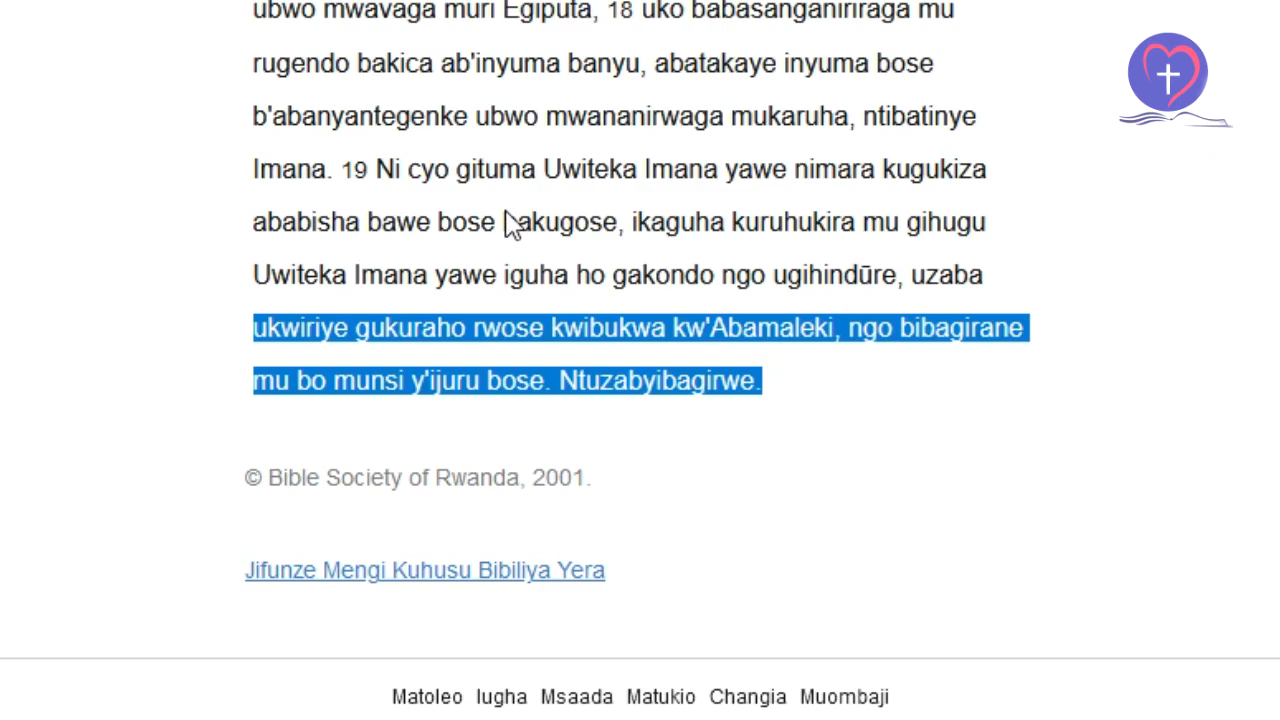 ubwo mwavaga muri Egiputa, 18 uko babasanganiriraga mu
rugendo bakica ab'inyuma banyu, abatakaye inyuma bose
b'abanyantegenke ubwo mwananirwaga mukaruha, ntibatinye
Imana. 19 Ni cyo gituma Uwiteka Imana yawe nimara kugukiza
ababisha bawe bose bakugose, ikaguha kuruhukira mu gihugu
Uwiteka Imana yawe iguha ho gakondo ngo ugihindūre, uzaba
ukwiriye gukuraho rwose kwibukwa kw'Abamaleki, ngo bibagirane
mu bo munsi y'ijuru bose. Ntuzabyibagirwe.
© Bible Society of Rwanda, 2001.
Jifunze Mengi Kuhusu Bibiliya Yera
Matoleo lugha Msaada Matukio Changia Muombaji